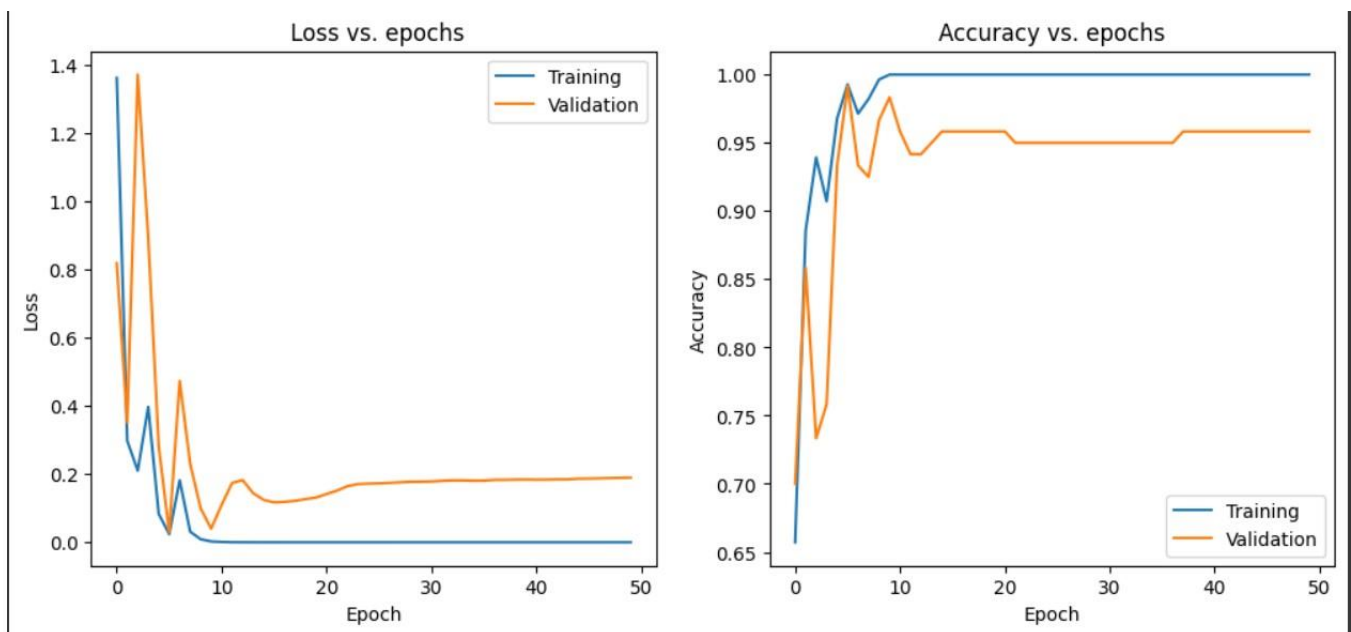 Loss vs. epochs
1.4
1.2
1.0
0.8
0.6
0.4
0.2
0.0
Loss
Training
Validation
0
10
20
30
40
50
Epoch
Accuracy vs. epochs
1.00
0.95
0.90
0.85
0.80
0.75
0.70
0.65
Accuracy
Training
Validation
0
10
20
30
40
50
Epoch